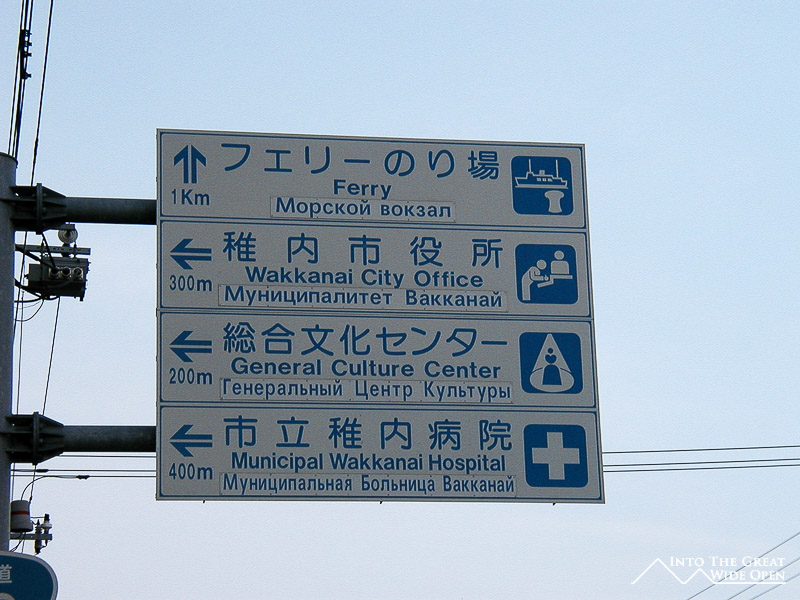 フェリーのり場
1Km
Ferry
Морской вокзал
稚内市役所
300m
Wakkanai City Office
Муниципалитет Вакканай
総合文化センター
200m
General Culture Center
Генеральный Центр Культуры
市立稚内病院
400m
Municipal Wakkanai Hospital
Муниципальная Больница Вакканай
道
INTO THE GREAT
WIDE OPEN